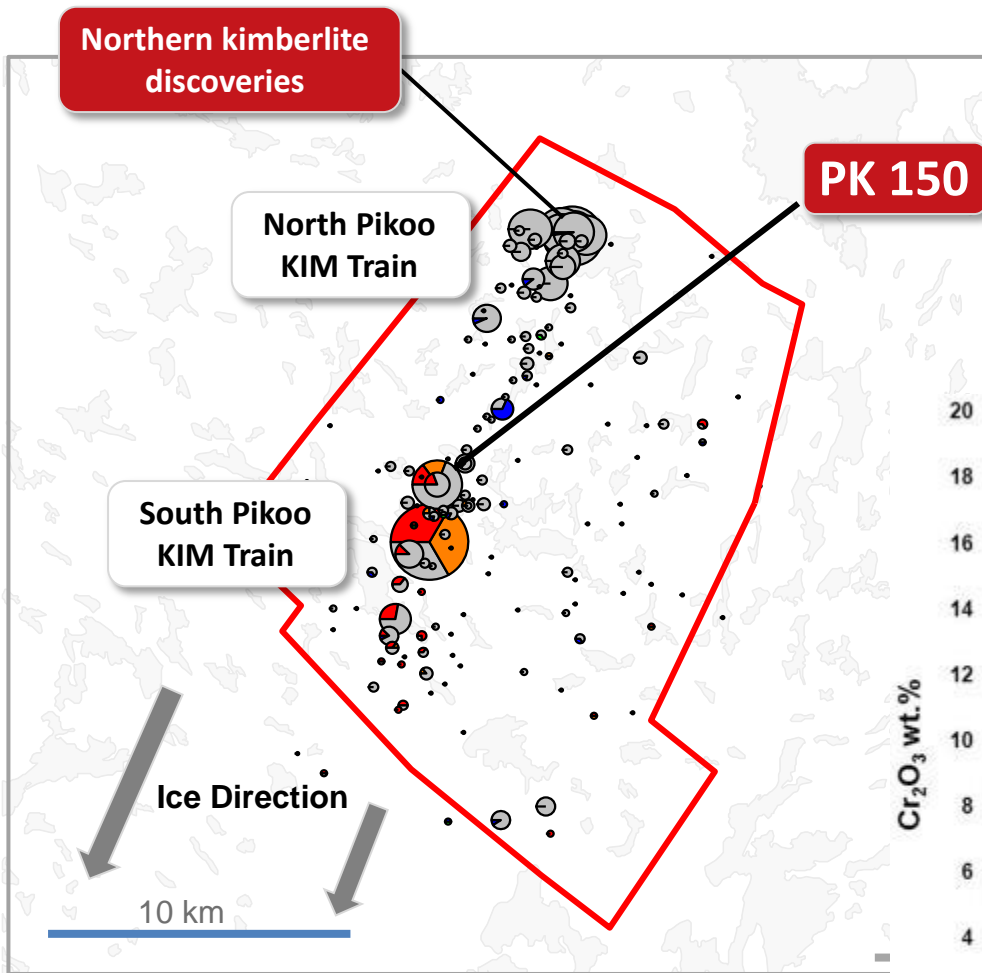 Northern kimberlite
discoveries
PK 150
North Pikoo
KIM Train
South Pikoo
KIM Train
Ice Direction
10 km
20
18
16
14
12
10
8
6
4
Cr₂O₃ wt.%